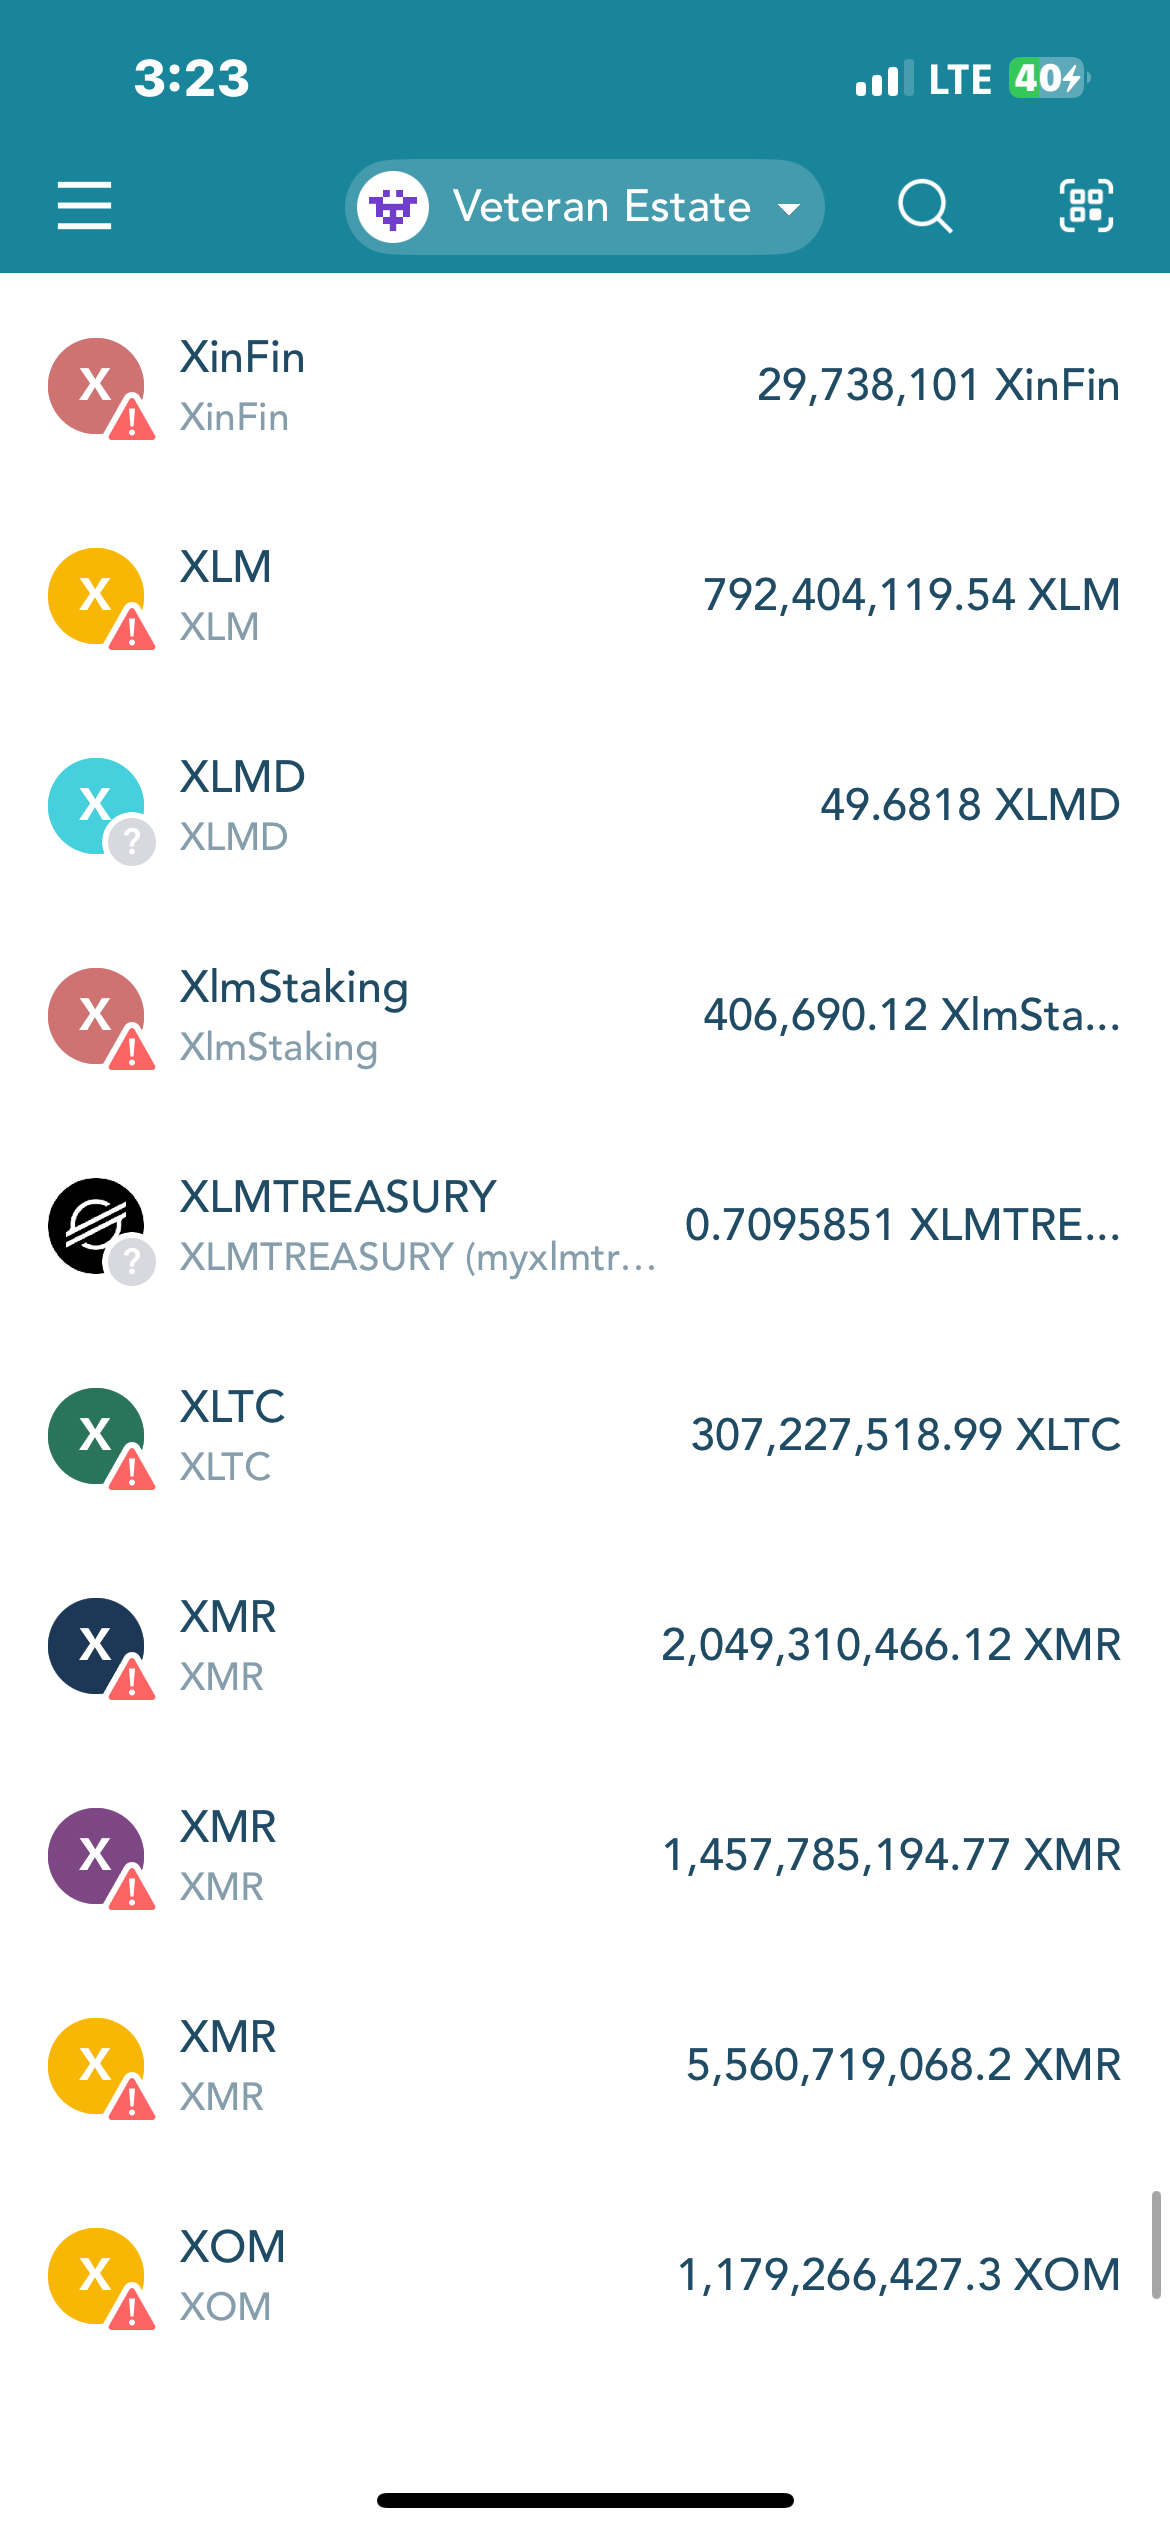 3:23
LTE
40
Veteran Estate
XinFin
XinFin
29,738,101 XinFin
X
XLM
XLM
792,404,119.54 XLM
X
XLMD
XLMD
49.6818 XLMD
X
?
XlmStaking
XlmStaking
406,690.12 XlmSta...
X
XLMTREASURY
XLMTREASURY (myxlmtr...
0.7095851 XLMTRE...
?
XLTC
XLTC
307,227,518.99 XLTC
X
XMR
XMR
2,049,310,466.12 XMR
X
XMR
XMR
1,457,785,194.77 XMR
X
XMR
XMR
5,560,719,068.2 XMR
X
XOM
XOM
1,179,266,427.3 XOM
X